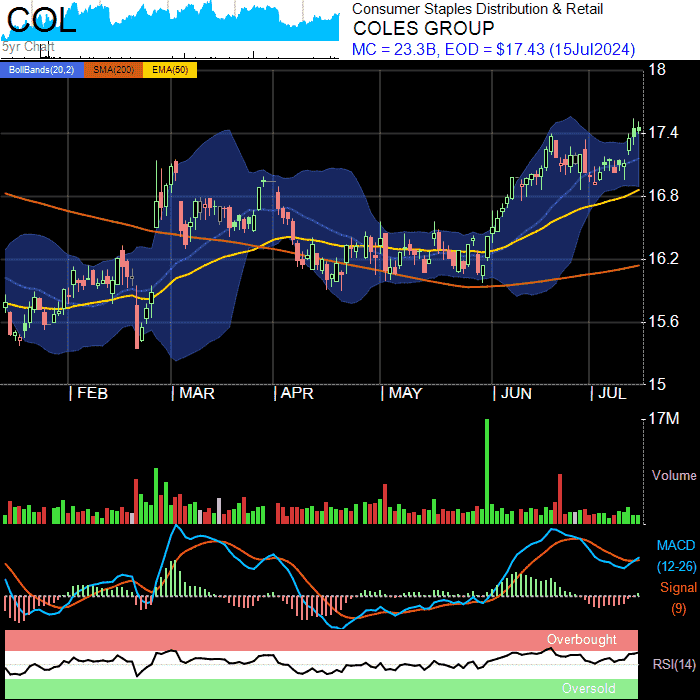 COL
5yr Chart
Consumer Staples Distribution & Retail
COLES GROUP
MC = 23.3B, EOD = $17.43 (15Jul2024)
BollBands(20,2) SMA(200) EMA(50)
18
17.4
16.8
16.2
15.6
15
FEB MAR APR MAY JUN JUL
17M
Volume
MACD
(12-26)
Signal
(9)
Overbought
RSI(14)
Oversold